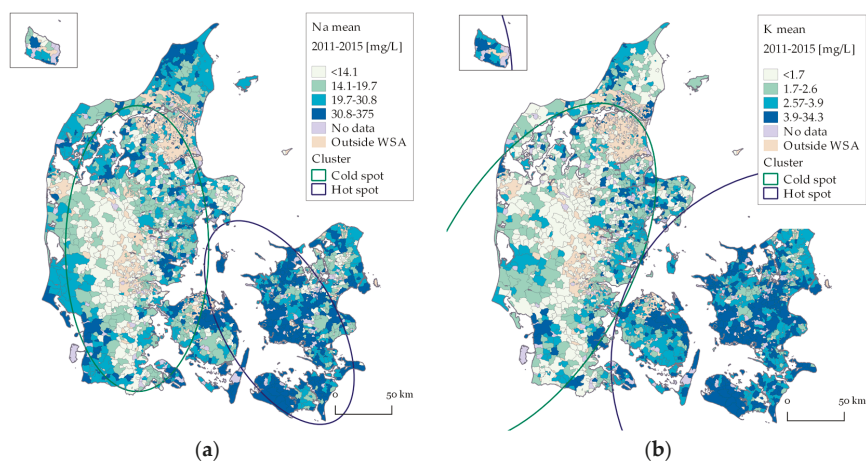 Na mean
2011-2015 [mg/L]
<14.1
14.1-19.7
19.7-30.8
30.8-375
No data
Outside WSA
Cluster
Cold spot
Hot spot
0
50 km
(a)
K mean
2011-2015 [mg/L]
<1.7
1.7-2.6
2.57-3.9
3.9-34.3
No data
Outside WSA
Cluster
Cold spot
Hot spot
0
50 km
(b)